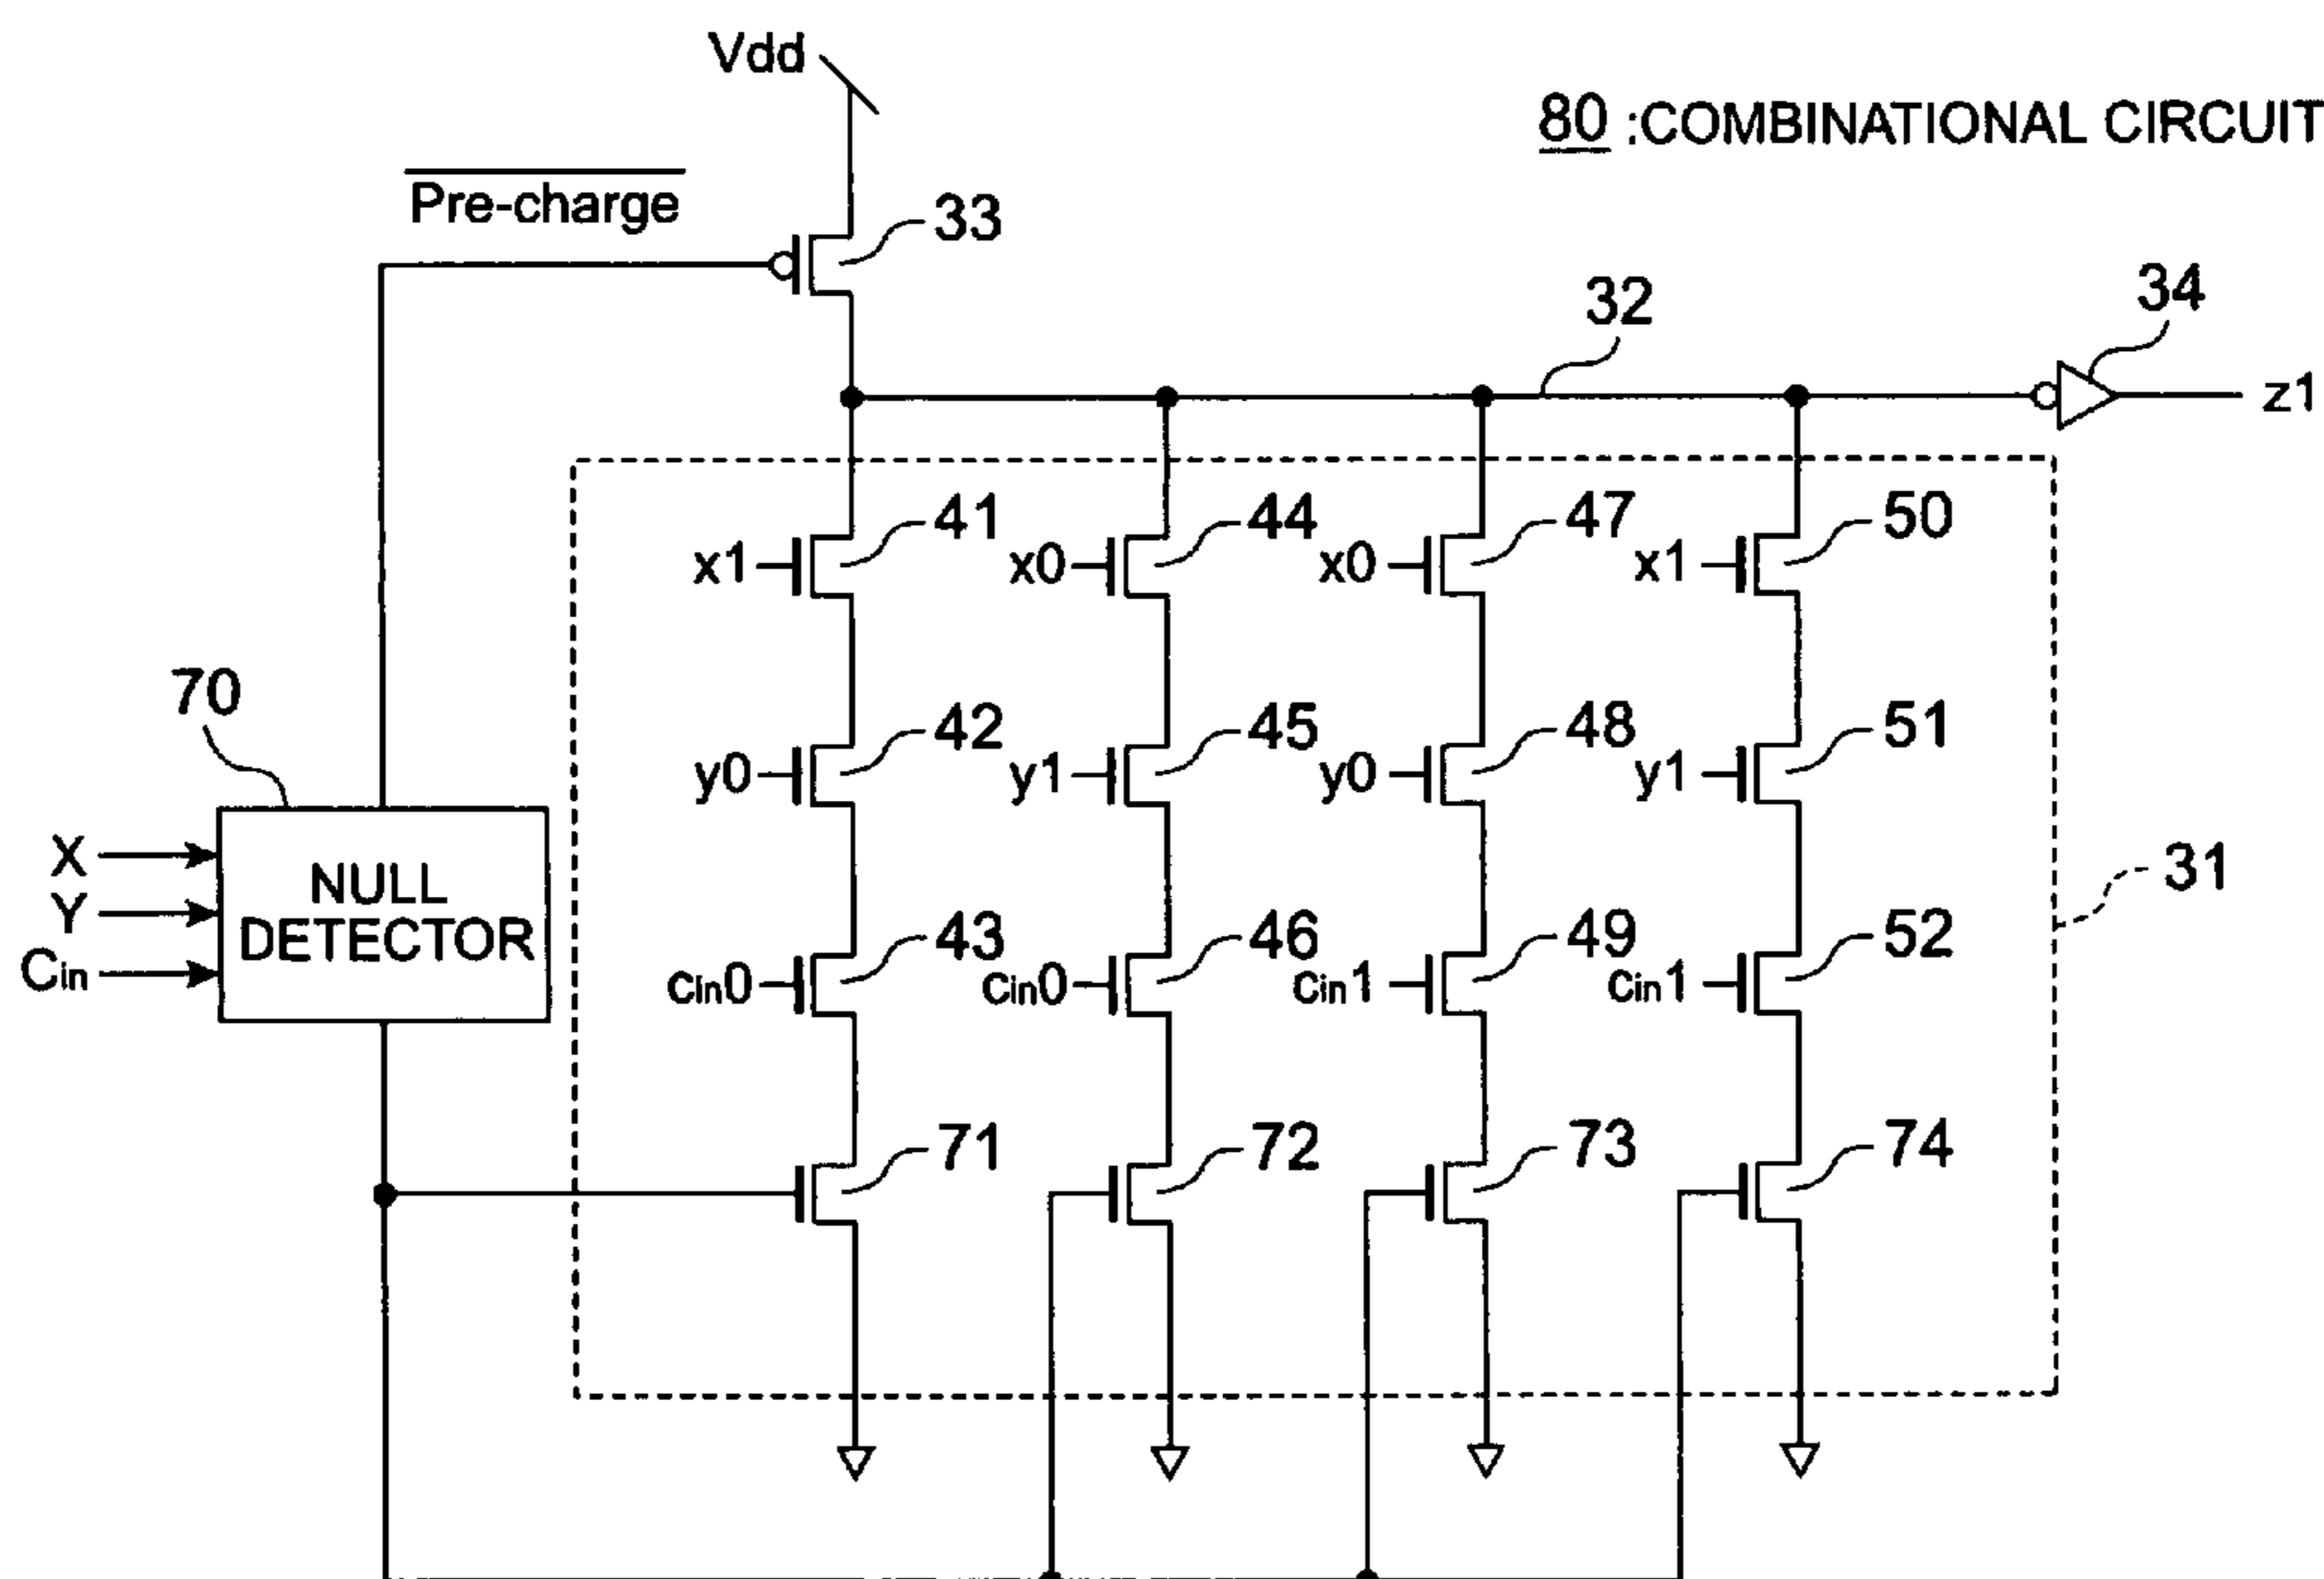 Vdd
80 :COMBINATIONAL CIRCUIT
Pre-charge
33
32
34
z1
41
44
47
50
x1
x0
x0
x1
70
42
45
48
51
y0
y1
y0
y1
X
Y
Cin
NULL
DETECTOR
31
43
46
49
52
Cin0
Cin0
Cin1
Cin1
71
72
73
74